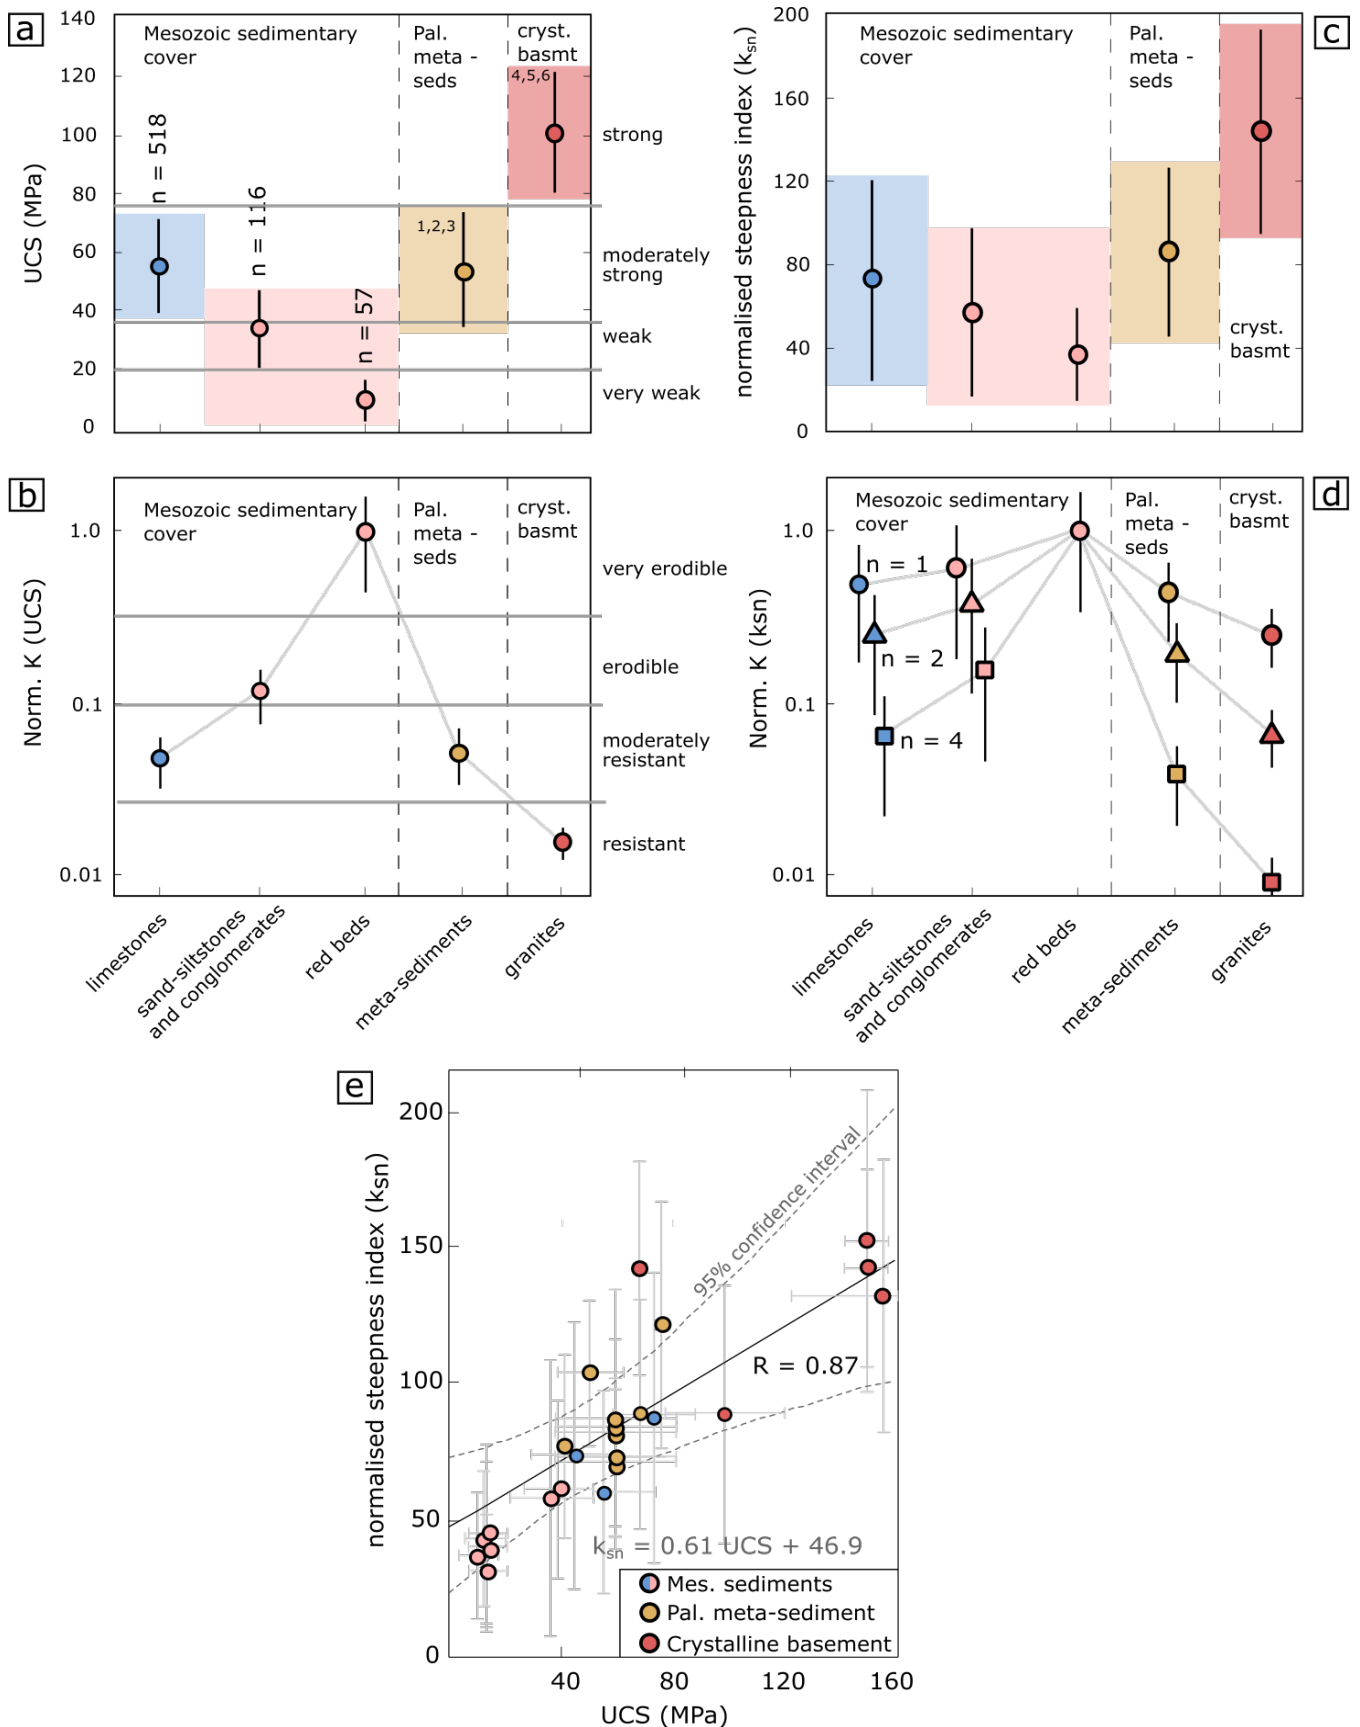 a
140
120
100
80
60
40
20
0
UCS (MPa)
Mesozoic sedimentary
cover
Pal.
meta -
seds
cryst.
basmt
4,5,6
n = 518
n = 116
n = 57
1,2,3
strong
moderately
strong
weak
very weak
c
200
160
120
80
40
0
normalised steepness index (ksn)
Mesozoic sedimentary
cover
Pal.
meta -
seds
cryst.
basmt
b
1.0
0.1
0.01
Norm. K (UCS)
Mesozoic sedimentary
cover
Pal.
meta -
seds
cryst.
basmt
very erodible
erodible
moderately
resistant
resistant
limestones
sand-siltstones
and conglomerates
red beds
meta-sediments
granites
d
1.0
0.1
0.01
Norm. K (ksn)
Mesozoic sedimentary
cover
Pal.
meta -
seds
cryst.
basmt
n = 1
n = 2
n = 4
limestones
sand-siltstones
and conglomerates
red beds
meta-sediments
granites
e
200
150
100
50
0
normalised steepness index (ksn)
95% confidence interval
R = 0.87
ksn = 0.61 UCS + 46.9
Mes. sediments
Pal. meta-sediment
Crystalline basement
40
80
120
160
UCS (MPa)